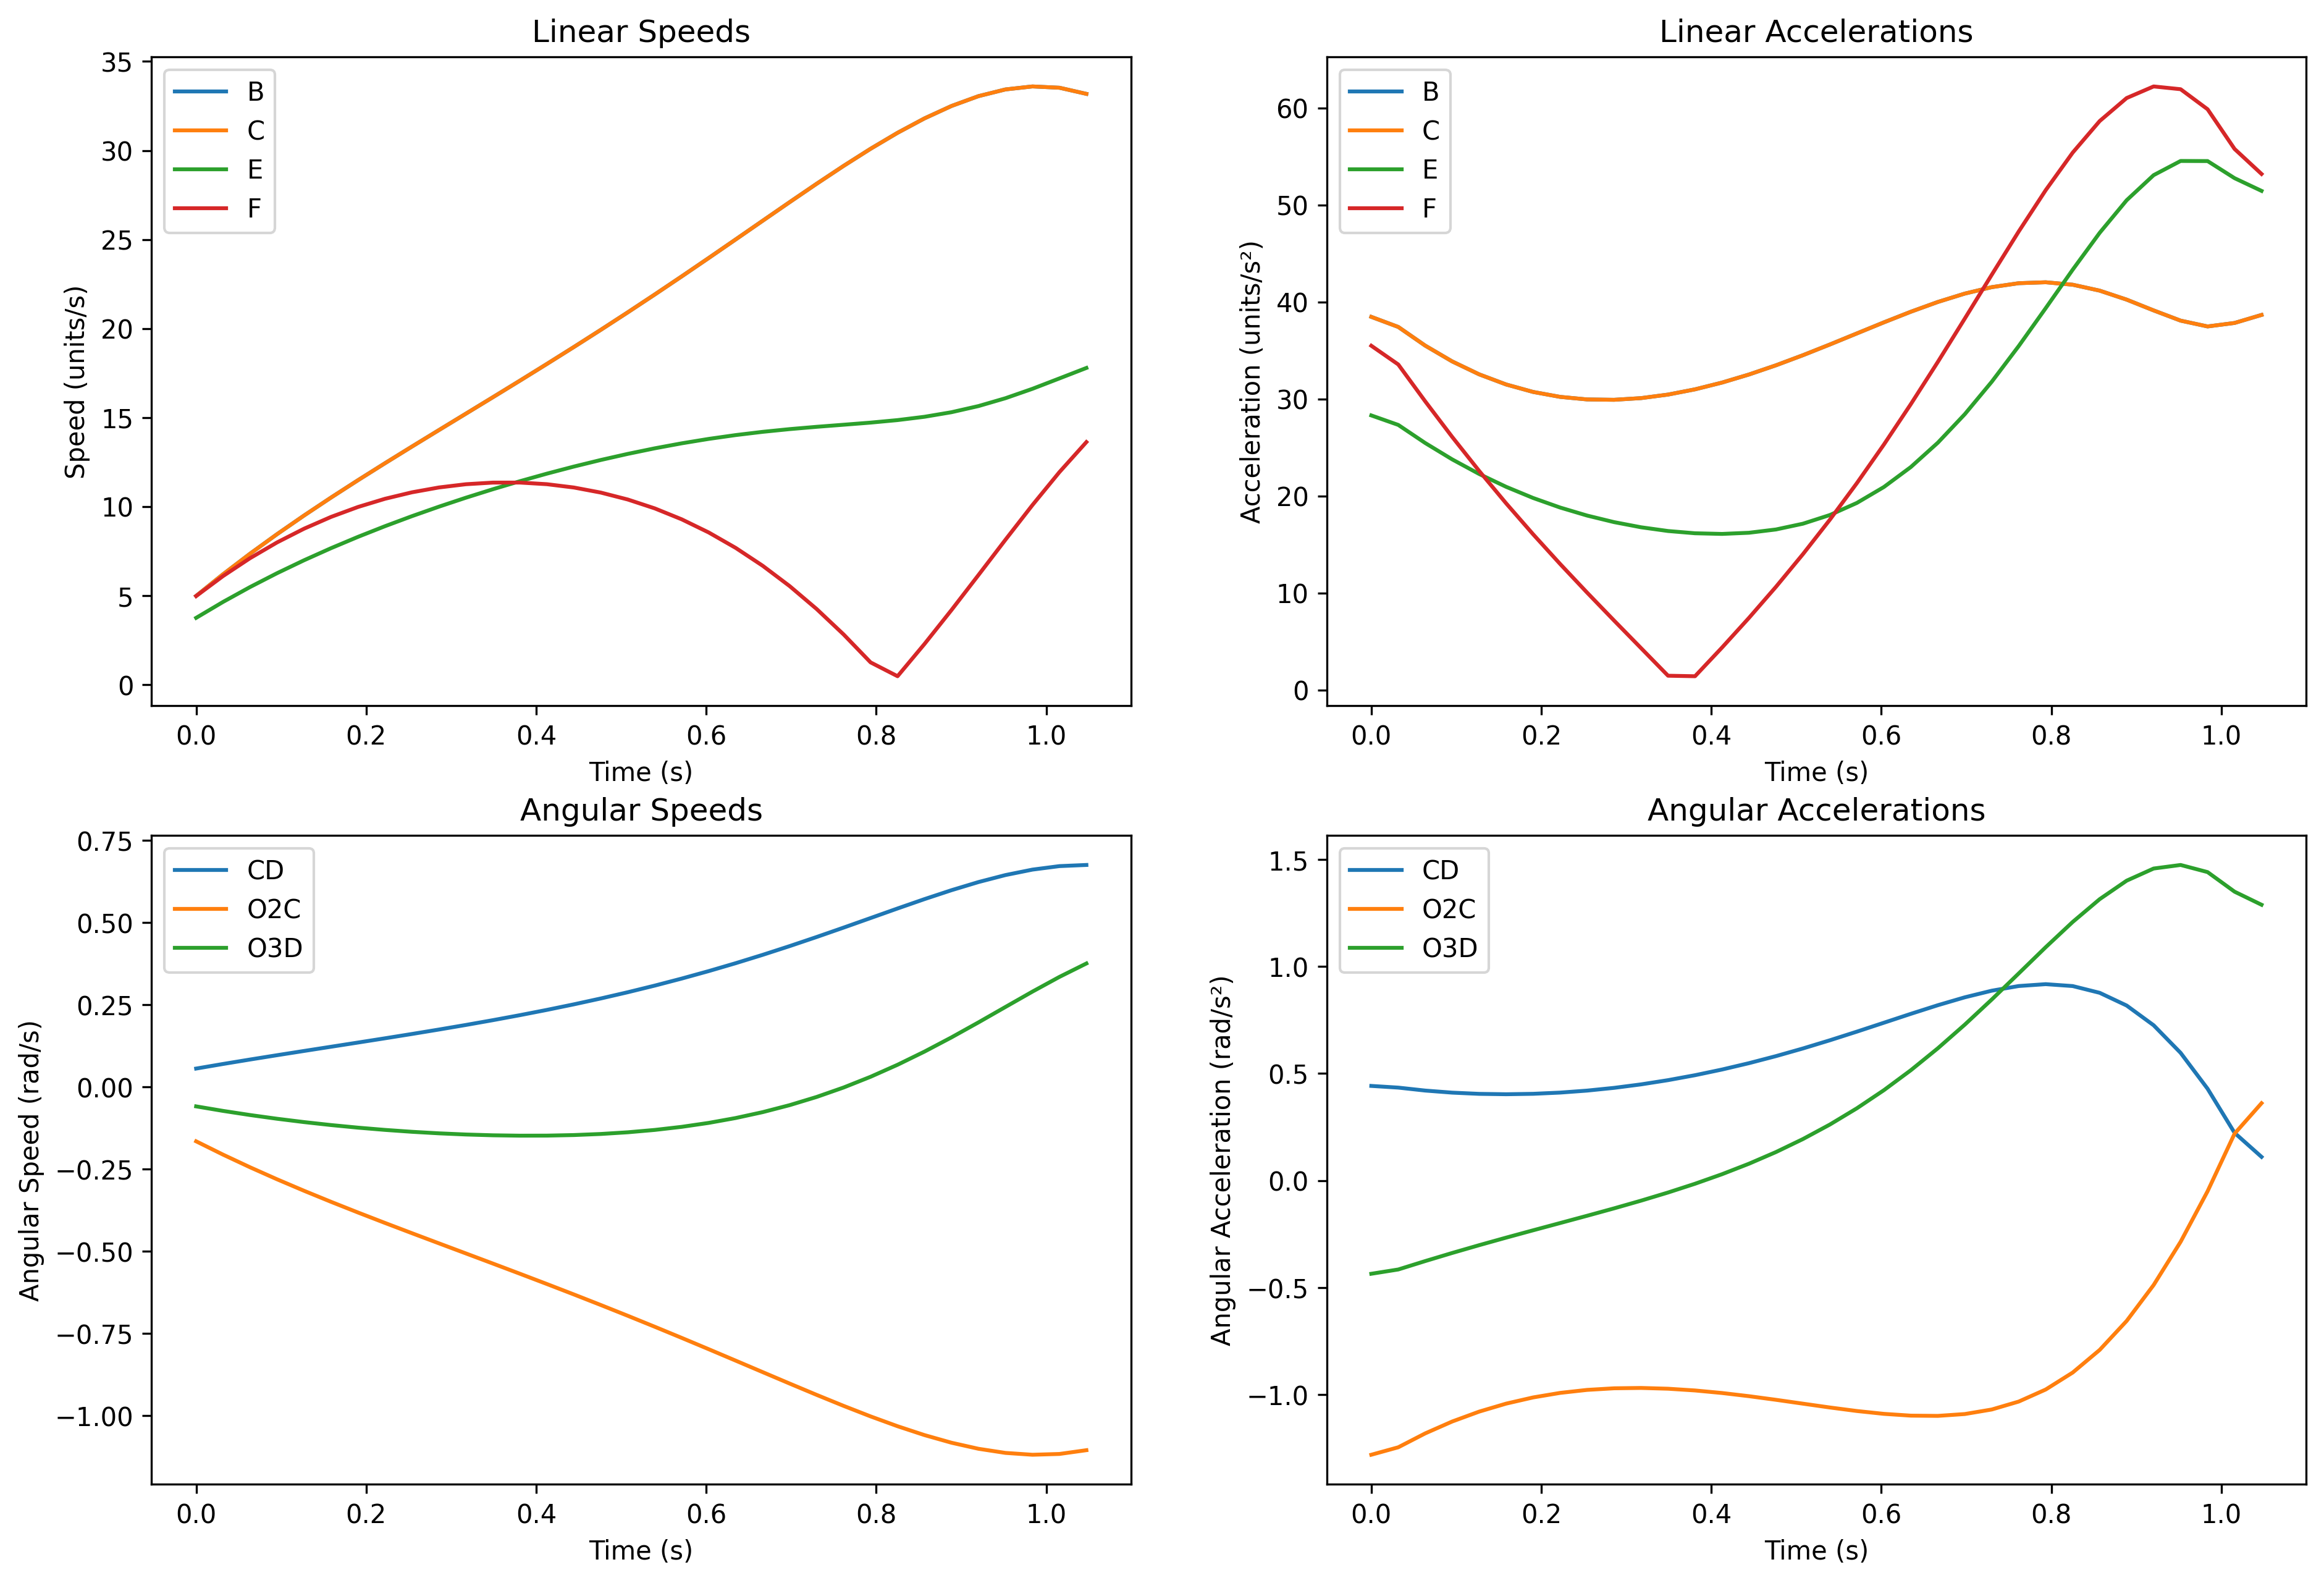 Linear Speeds
35
30
25
20
15
10
5
0
Speed (units/s)
B
C
E
F
0.0 0.2 0.4 0.6 0.8 1.0
Time (s)
Linear Accelerations
60
50
40
30
20
10
0
Acceleration (units/s²)
B
C
E
F
0.0 0.2 0.4 0.6 0.8 1.0
Time (s)
Angular Speeds
0.75
0.50
0.25
0.00
−0.25
−0.50
−0.75
−1.00
Angular Speed (rad/s)
CD
O2C
O3D
0.0 0.2 0.4 0.6 0.8 1.0
Time (s)
Angular Accelerations
1.5
1.0
0.5
0.0
−0.5
−1.0
Angular Acceleration (rad/s²)
CD
O2C
O3D
0.0 0.2 0.4 0.6 0.8 1.0
Time (s)